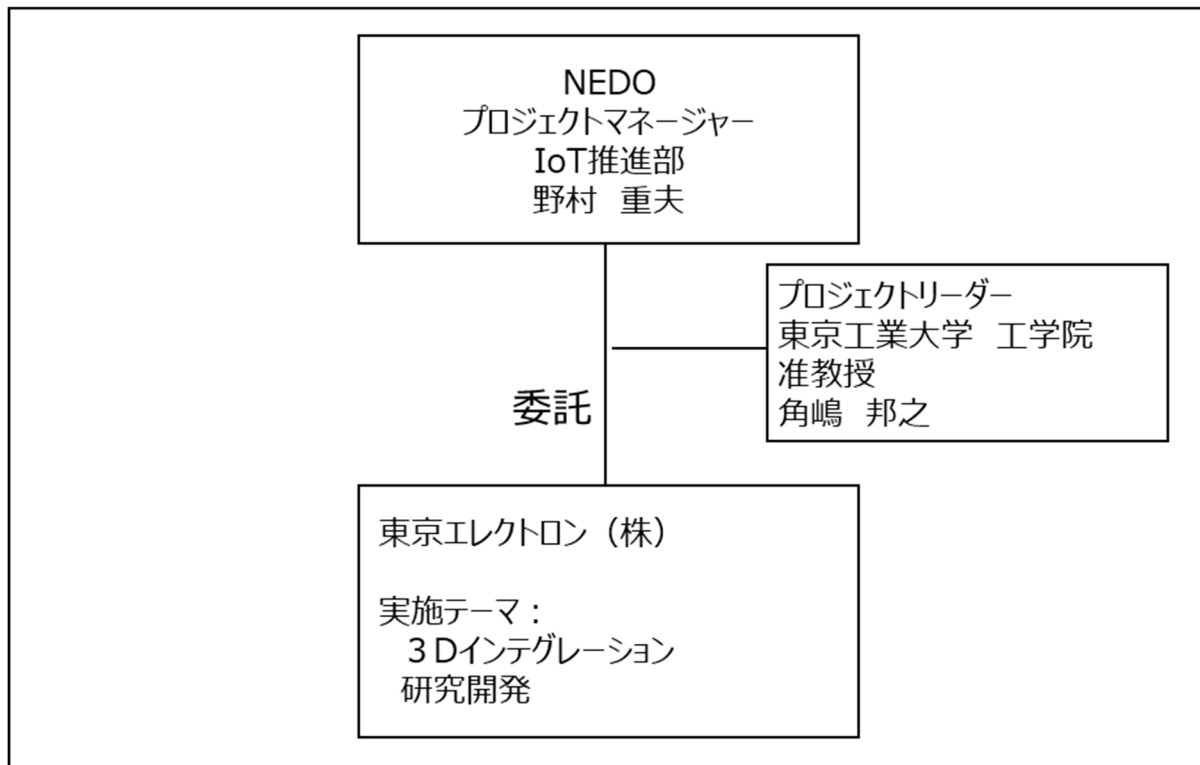 NEDO
プロジェクトマネージャー
IoT推進部
野村　重夫
プロジェクトリーダー
東京工業大学　工学院
准教授
角嶋　邦之
委託
東京エレクトロン（株）
実施テーマ：
３Dインテグレーション
研究開発